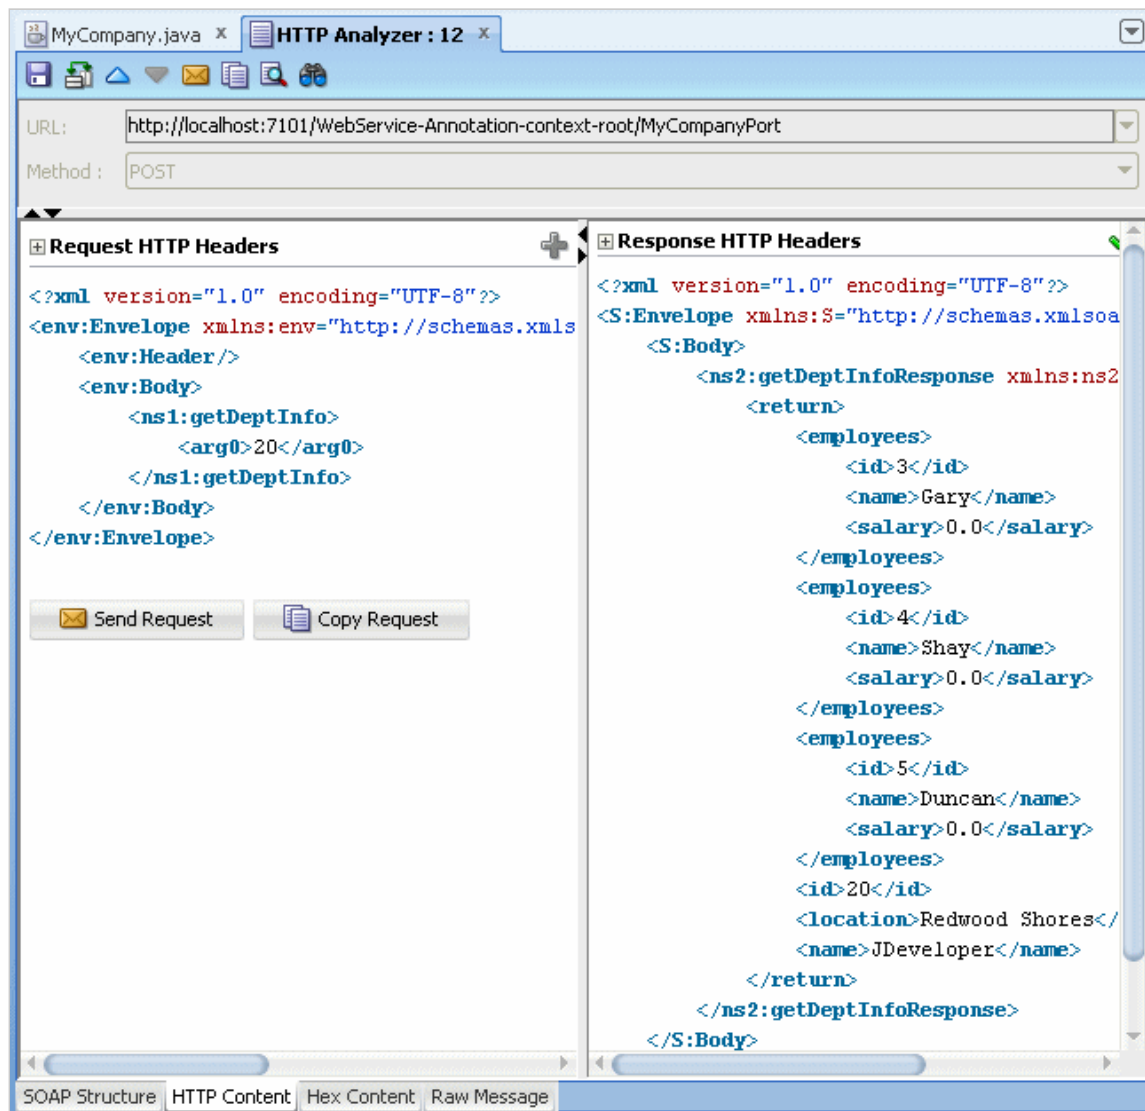 MyCompany.java x HTTP Analyzer : 12 x
URL: http://localhost:7101/WebService-Annotation-context-root/MyCompanyPort
Method : POST
Request HTTP Headers
<?xml version="1.0" encoding="UTF-8"?>
<env:Envelope xmlns:env="http://schemas.xmls
<env:Header/>
<env:Body>
<ns1:getDeptInfo>
<arg0>20</arg0>
</ns1:getDeptInfo>
</env:Body>
</env:Envelope>
Send Request Copy Request
Response HTTP Headers
<?xml version="1.0" encoding="UTF-8"?>
<S:Envelope xmlns:S="http://schemas.xmlsoa
<S:Body>
<ns2:getDeptInfoResponse xmlns:ns2
<return>
<employees>
<id>3</id>
<name>Gary</name>
<salary>0.0</salary>
</employees>
<employees>
<id>4</id>
<name>Shay</name>
<salary>0.0</salary>
</employees>
<employees>
<id>5</id>
<name>Duncan</name>
<salary>0.0</salary>
</employees>
<id>20</id>
<location>Redwood Shores</
<name>JDeveloper</name>
</return>
</ns2:getDeptInfoResponse>
</S:Body>
SOAP Structure HTTP Content Hex Content Raw Message